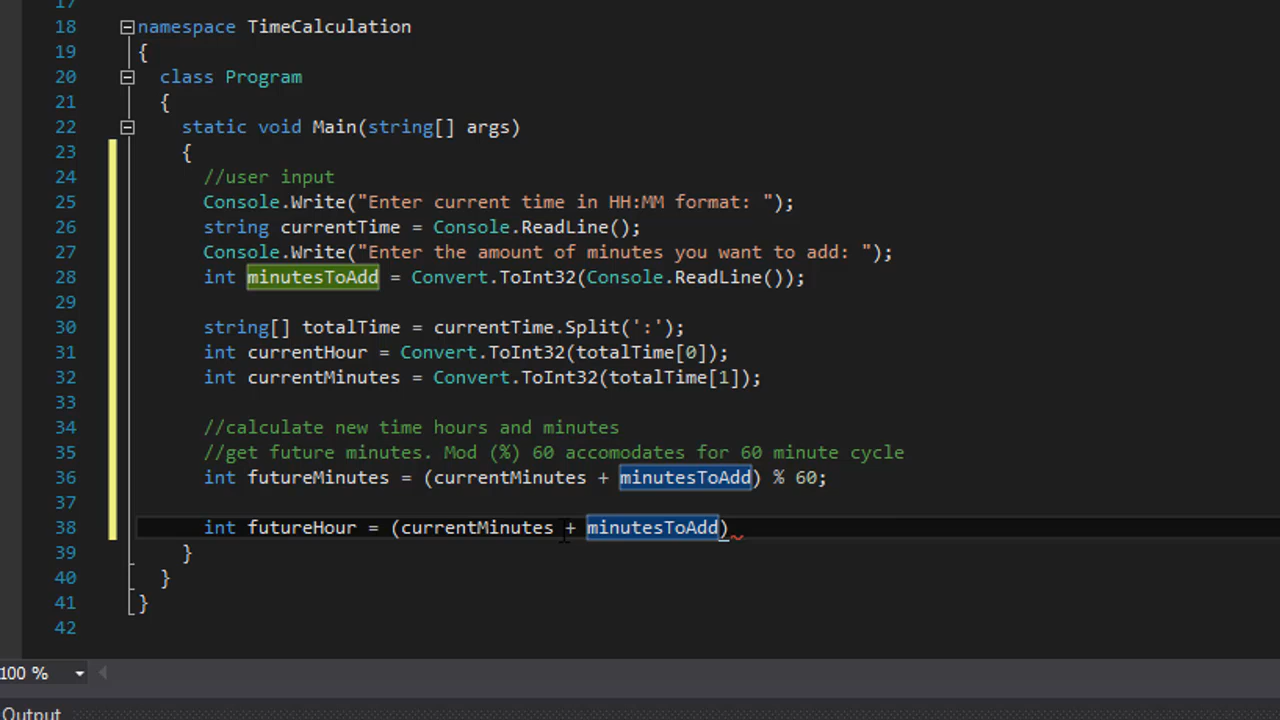 17
18 namespace TimeCalculation
19 {
20 class Program
21 {
22 static void Main(string[] args)
23 {
24 //user input
25 Console.Write("Enter current time in HH:MM format: ");
26 string currentTime = Console.ReadLine();
27 Console.Write("Enter the amount of minutes you want to add: ");
28 int minutesToAdd = Convert.ToInt32(Console.ReadLine());
29
30 string[] totalTime = currentTime.Split(':');
31 int currentHour = Convert.ToInt32(totalTime[0]);
32 int currentMinutes = Convert.ToInt32(totalTime[1]);
33
34 //calculate new time hours and minutes
35 //get future minutes. Mod (%) 60 accomodates for 60 minute cycle
36 int futureMinutes = (currentMinutes + minutesToAdd) % 60;
37
38 int futureHour = (currentMinutes + minutesToAdd)
39 }
40 }
41 }
42
100 %
Output